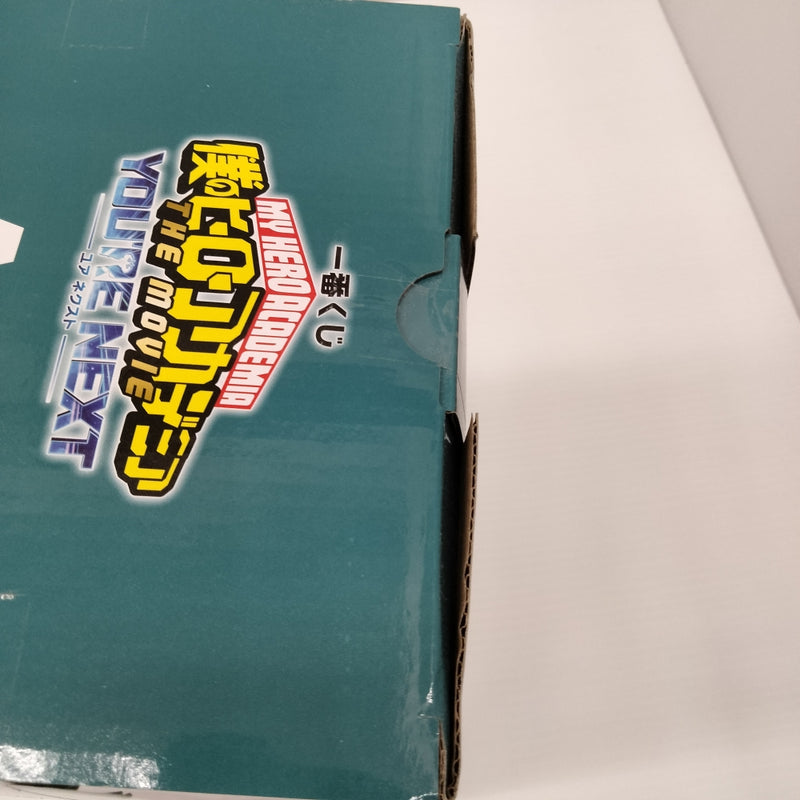 一番くじ
MY HERO ACADEMIA
僕のヒーローアカデミア
THE MOVIE
YOU'RE NEXT
ユア ネクスト